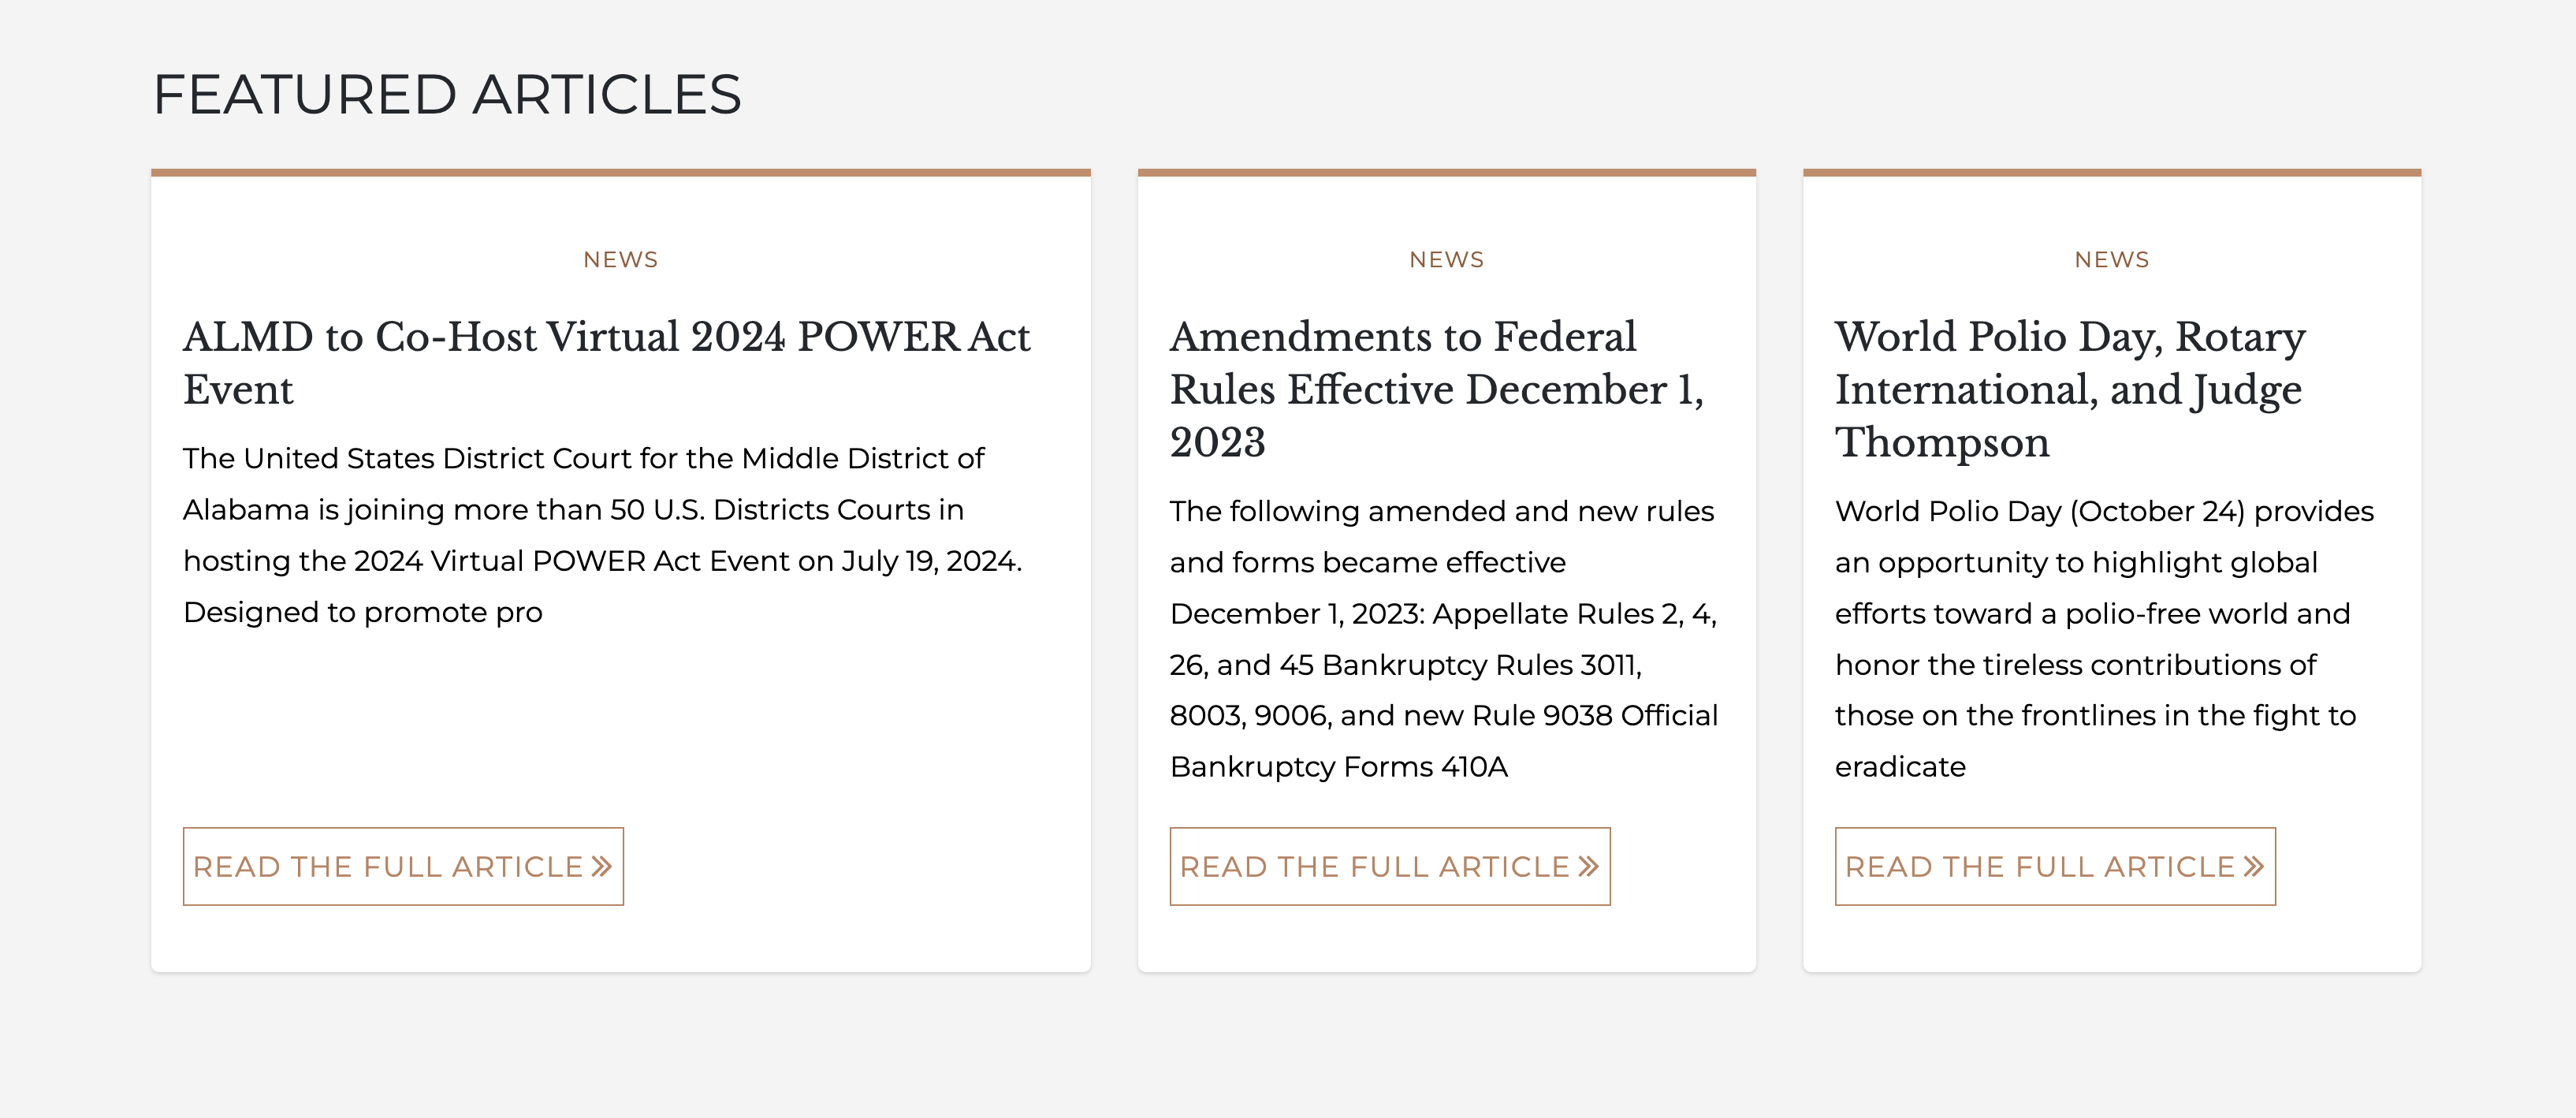 FEATURED ARTICLES
NEWS
ALMD to Co-Host Virtual 2024 POWER Act
Event
The United States District Court for the Middle District of
Alabama is joining more than 50 U.S. Districts Courts in
hosting the 2024 Virtual POWER Act Event on July 19, 2024.
Designed to promote pro
READ THE FULL ARTICLE »
NEWS
Amendments to Federal
Rules Effective December 1,
2023
The following amended and new rules
and forms became effective
December 1, 2023: Appellate Rules 2, 4,
26, and 45 Bankruptcy Rules 3011,
8003, 9006, and new Rule 9038 Official
Bankruptcy Forms 410A
READ THE FULL ARTICLE »
NEWS
World Polio Day, Rotary
International, and Judge
Thompson
World Polio Day (October 24) provides
an opportunity to highlight global
efforts toward a polio-free world and
honor the tireless contributions of
those on the frontlines in the fight to
eradicate
READ THE FULL ARTICLE »